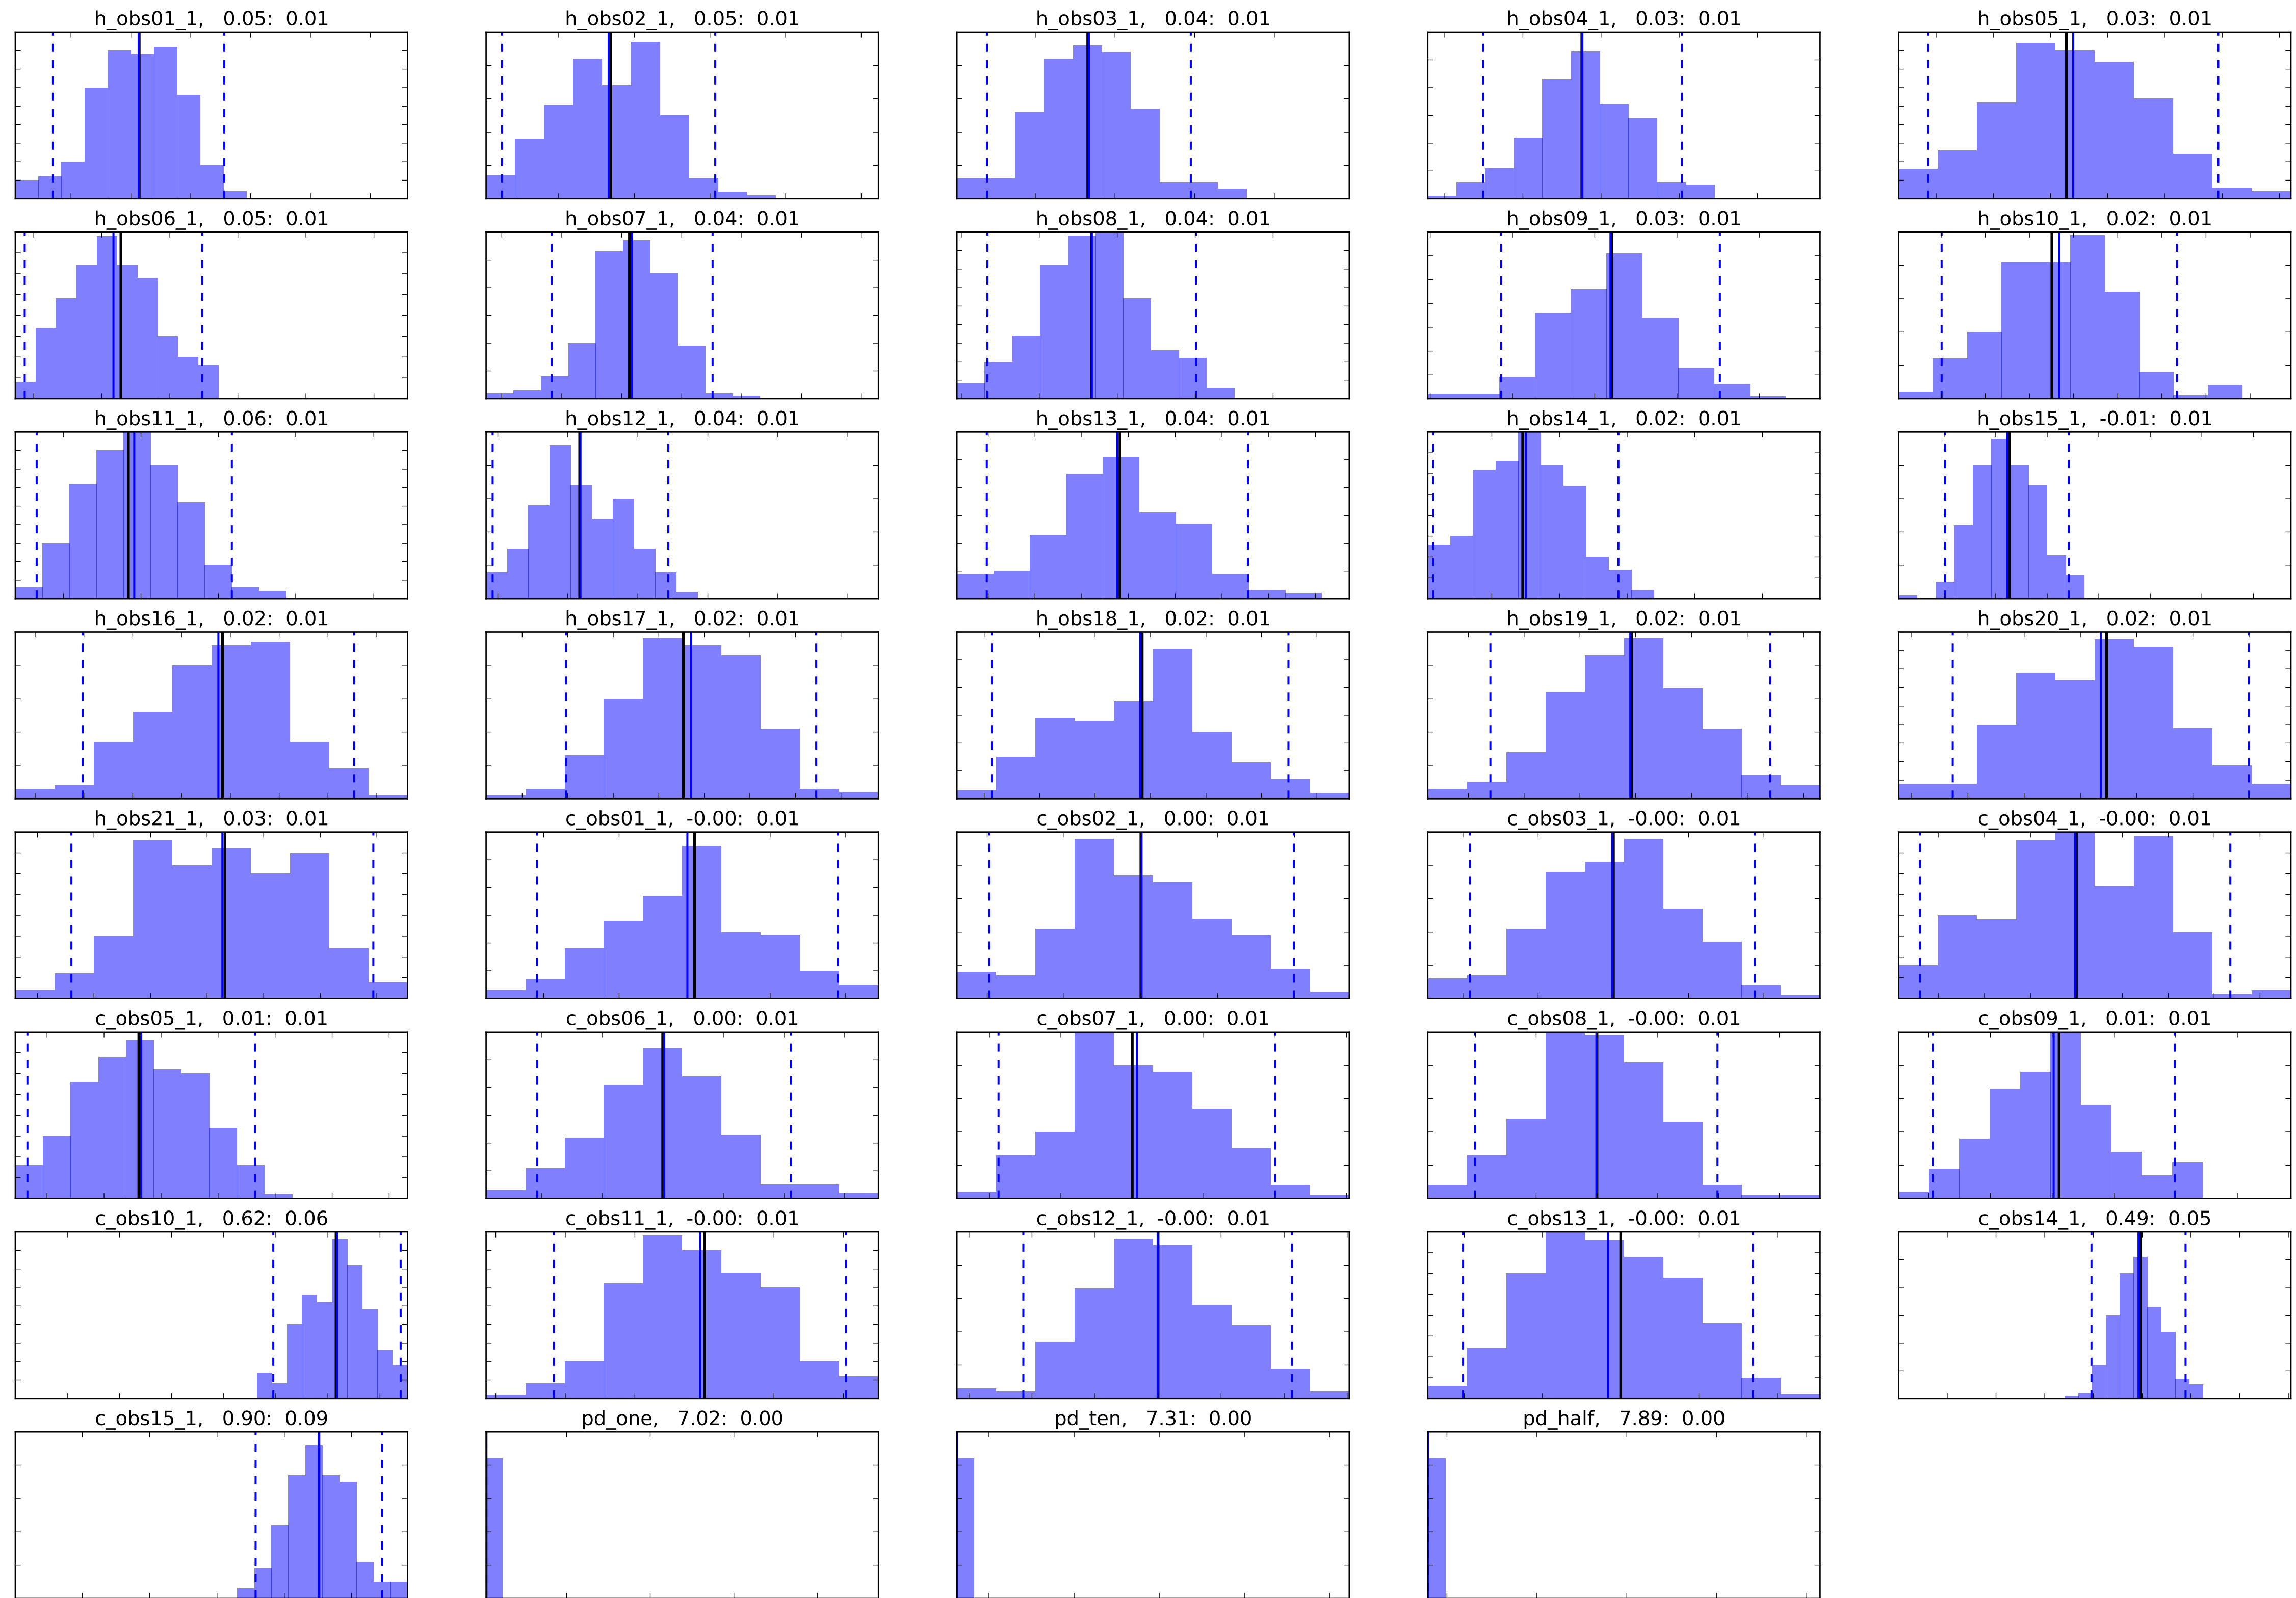 h_obs01_1, 0.05: 0.01
h_obs02_1, 0.05: 0.01
h_obs03_1, 0.04: 0.01
h_obs04_1, 0.03: 0.01
h_obs05_1, 0.03: 0.01
h_obs06_1, 0.05: 0.01
h_obs07_1, 0.04: 0.01
h_obs08_1, 0.04: 0.01
h_obs09_1, 0.03: 0.01
h_obs10_1, 0.02: 0.01
h_obs11_1, 0.06: 0.01
h_obs12_1, 0.04: 0.01
h_obs13_1, 0.04: 0.01
h_obs14_1, 0.02: 0.01
h_obs15_1, -0.01: 0.01
h_obs16_1, 0.02: 0.01
h_obs17_1, 0.02: 0.01
h_obs18_1, 0.02: 0.01
h_obs19_1, 0.02: 0.01
h_obs20_1, 0.02: 0.01
h_obs21_1, 0.03: 0.01
c_obs01_1, -0.00: 0.01
c_obs02_1, 0.00: 0.01
c_obs03_1, -0.00: 0.01
c_obs04_1, -0.00: 0.01
c_obs05_1, 0.01: 0.01
c_obs06_1, 0.00: 0.01
c_obs07_1, 0.00: 0.01
c_obs08_1, -0.00: 0.01
c_obs09_1, 0.01: 0.01
c_obs10_1, 0.62: 0.06
c_obs11_1, -0.00: 0.01
c_obs12_1, -0.00: 0.01
c_obs13_1, -0.00: 0.01
c_obs14_1, 0.49: 0.05
c_obs15_1, 0.90: 0.09
pd_one, 7.02: 0.00
pd_ten, 7.31: 0.00
pd_half, 7.89: 0.00